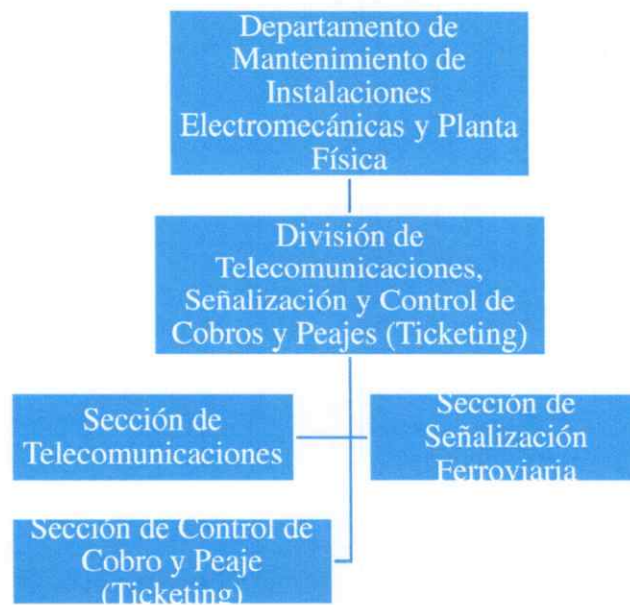 Departamento de
Mantenimiento de
Instalaciones
Electromecánicas y Planta
Física
División de
Telecomunicaciones,
Señalización y Control de
Cobros y Peajes (Ticketing)
Sección de
Telecomunicaciones
Sección de
Señalización
Ferroviaria
Sección de Control de
Cobro y Peaje
(Ticketing)